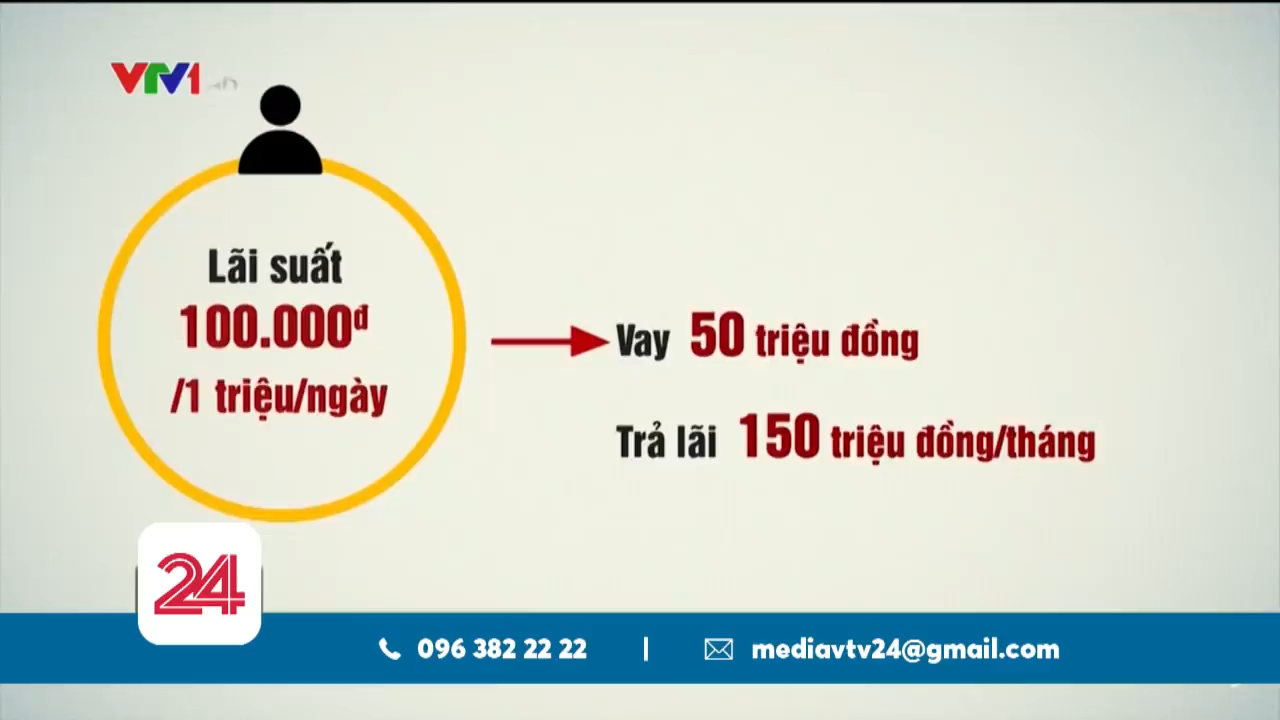 VTV1
Lãi suất
100.000đ
/1 triệu/ngày
Vay 50 triệu đồng
Trả lãi 150 triệu đồng/tháng
24
096 382 22 22 | mediavtv24@gmail.com